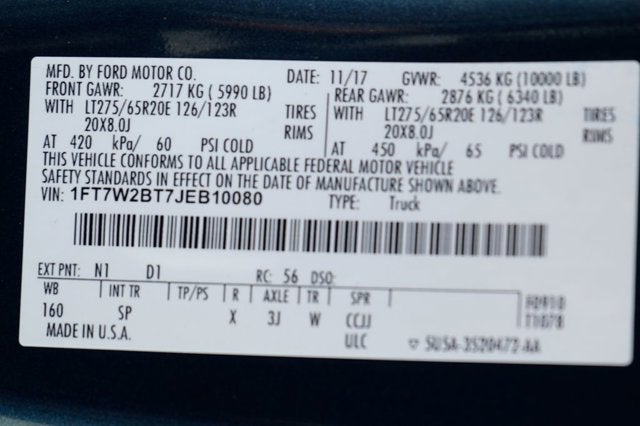 MFD. BY FORD MOTOR CO. DATE: 11/17 GVWR: 4536 KG (10000 LB)
FRONT GAWR: 2717 KG ( 5990 LB) REAR GAWR: 2876 KG ( 6340 LB)
WITH LT275/65R20E 126/123R TIRES WITH LT275/65R20E 126/123R TIRES
20X8.0J RIMS 20X8.0J RIMS
AT 420 kPa/ 60 PSI COLD AT 450 kPa/ 65 PSI COLD
THIS VEHICLE CONFORMS TO ALL APPLICABLE FEDERAL MOTOR VEHICLE
SAFETY STANDARDS IN EFFECT ON THE DATE OF MANUFACTURE SHOWN ABOVE.
VIN: 1FT7W2BT7JEB10080 TYPE: Truck
EXT PNT: N1 D1 RC: 56 DSO:
WB INT TR TP/PS R AXLE TR SPR
160 SP X 3J W CCJJ
MADE IN U.S.A. ULC